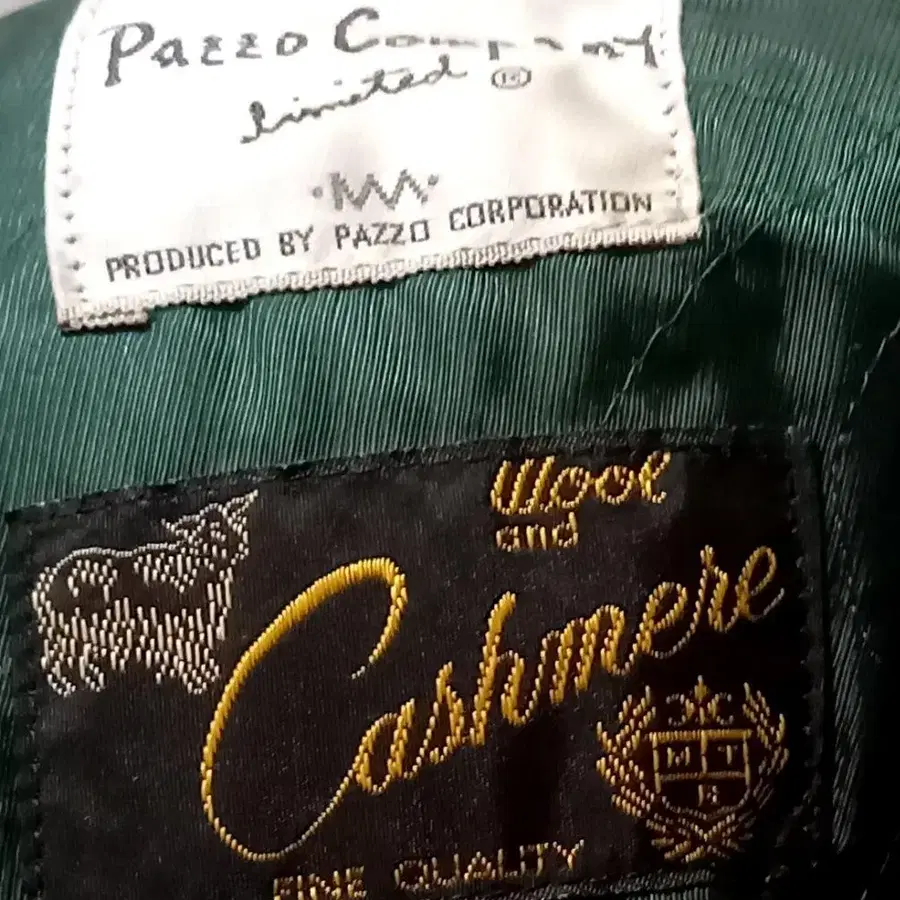 Pazzo Company
limited
PRODUCED BY PAZZO CORPORATION
Wool
and
Cashmere
M T
FINE QUALITY